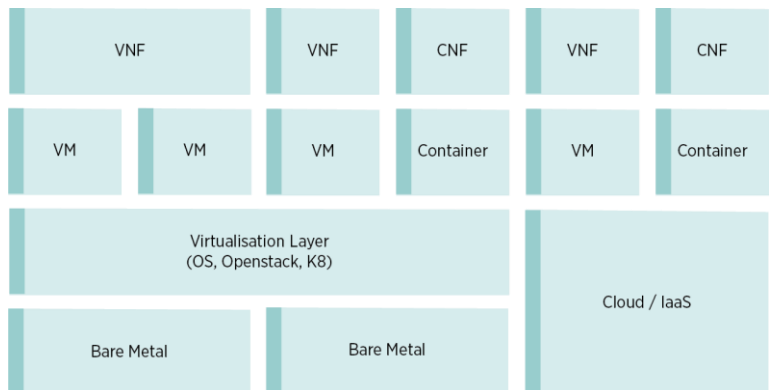 VNF
VNF
CNF
VNF
CNF
VM
VM
VM
Container
VM
Container
Virtualisation Layer
(OS, Openstack, K8)
Cloud / IaaS
Bare Metal
Bare Metal